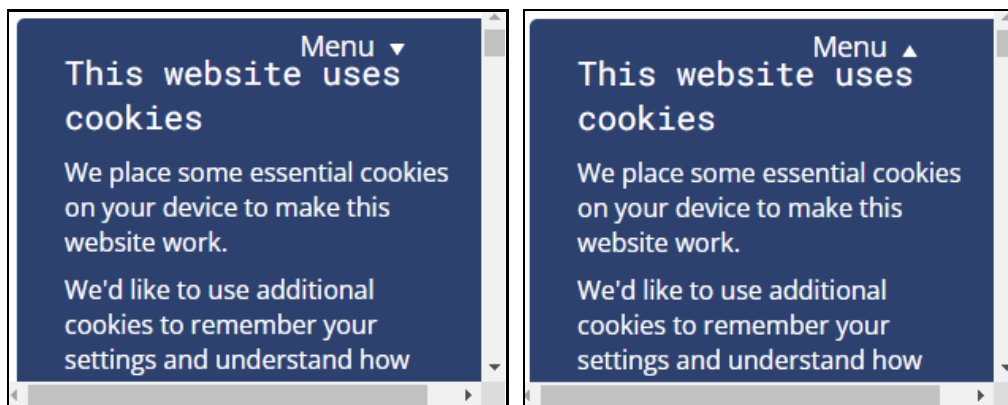 Menu ▼
This website uses
cookies
We place some essential cookies
on your device to make this
website work.
We'd like to use additional
cookies to remember your
settings and understand how
Menu ▲
This website uses
cookies
We place some essential cookies
on your device to make this
website work.
We'd like to use additional
cookies to remember your
settings and understand how